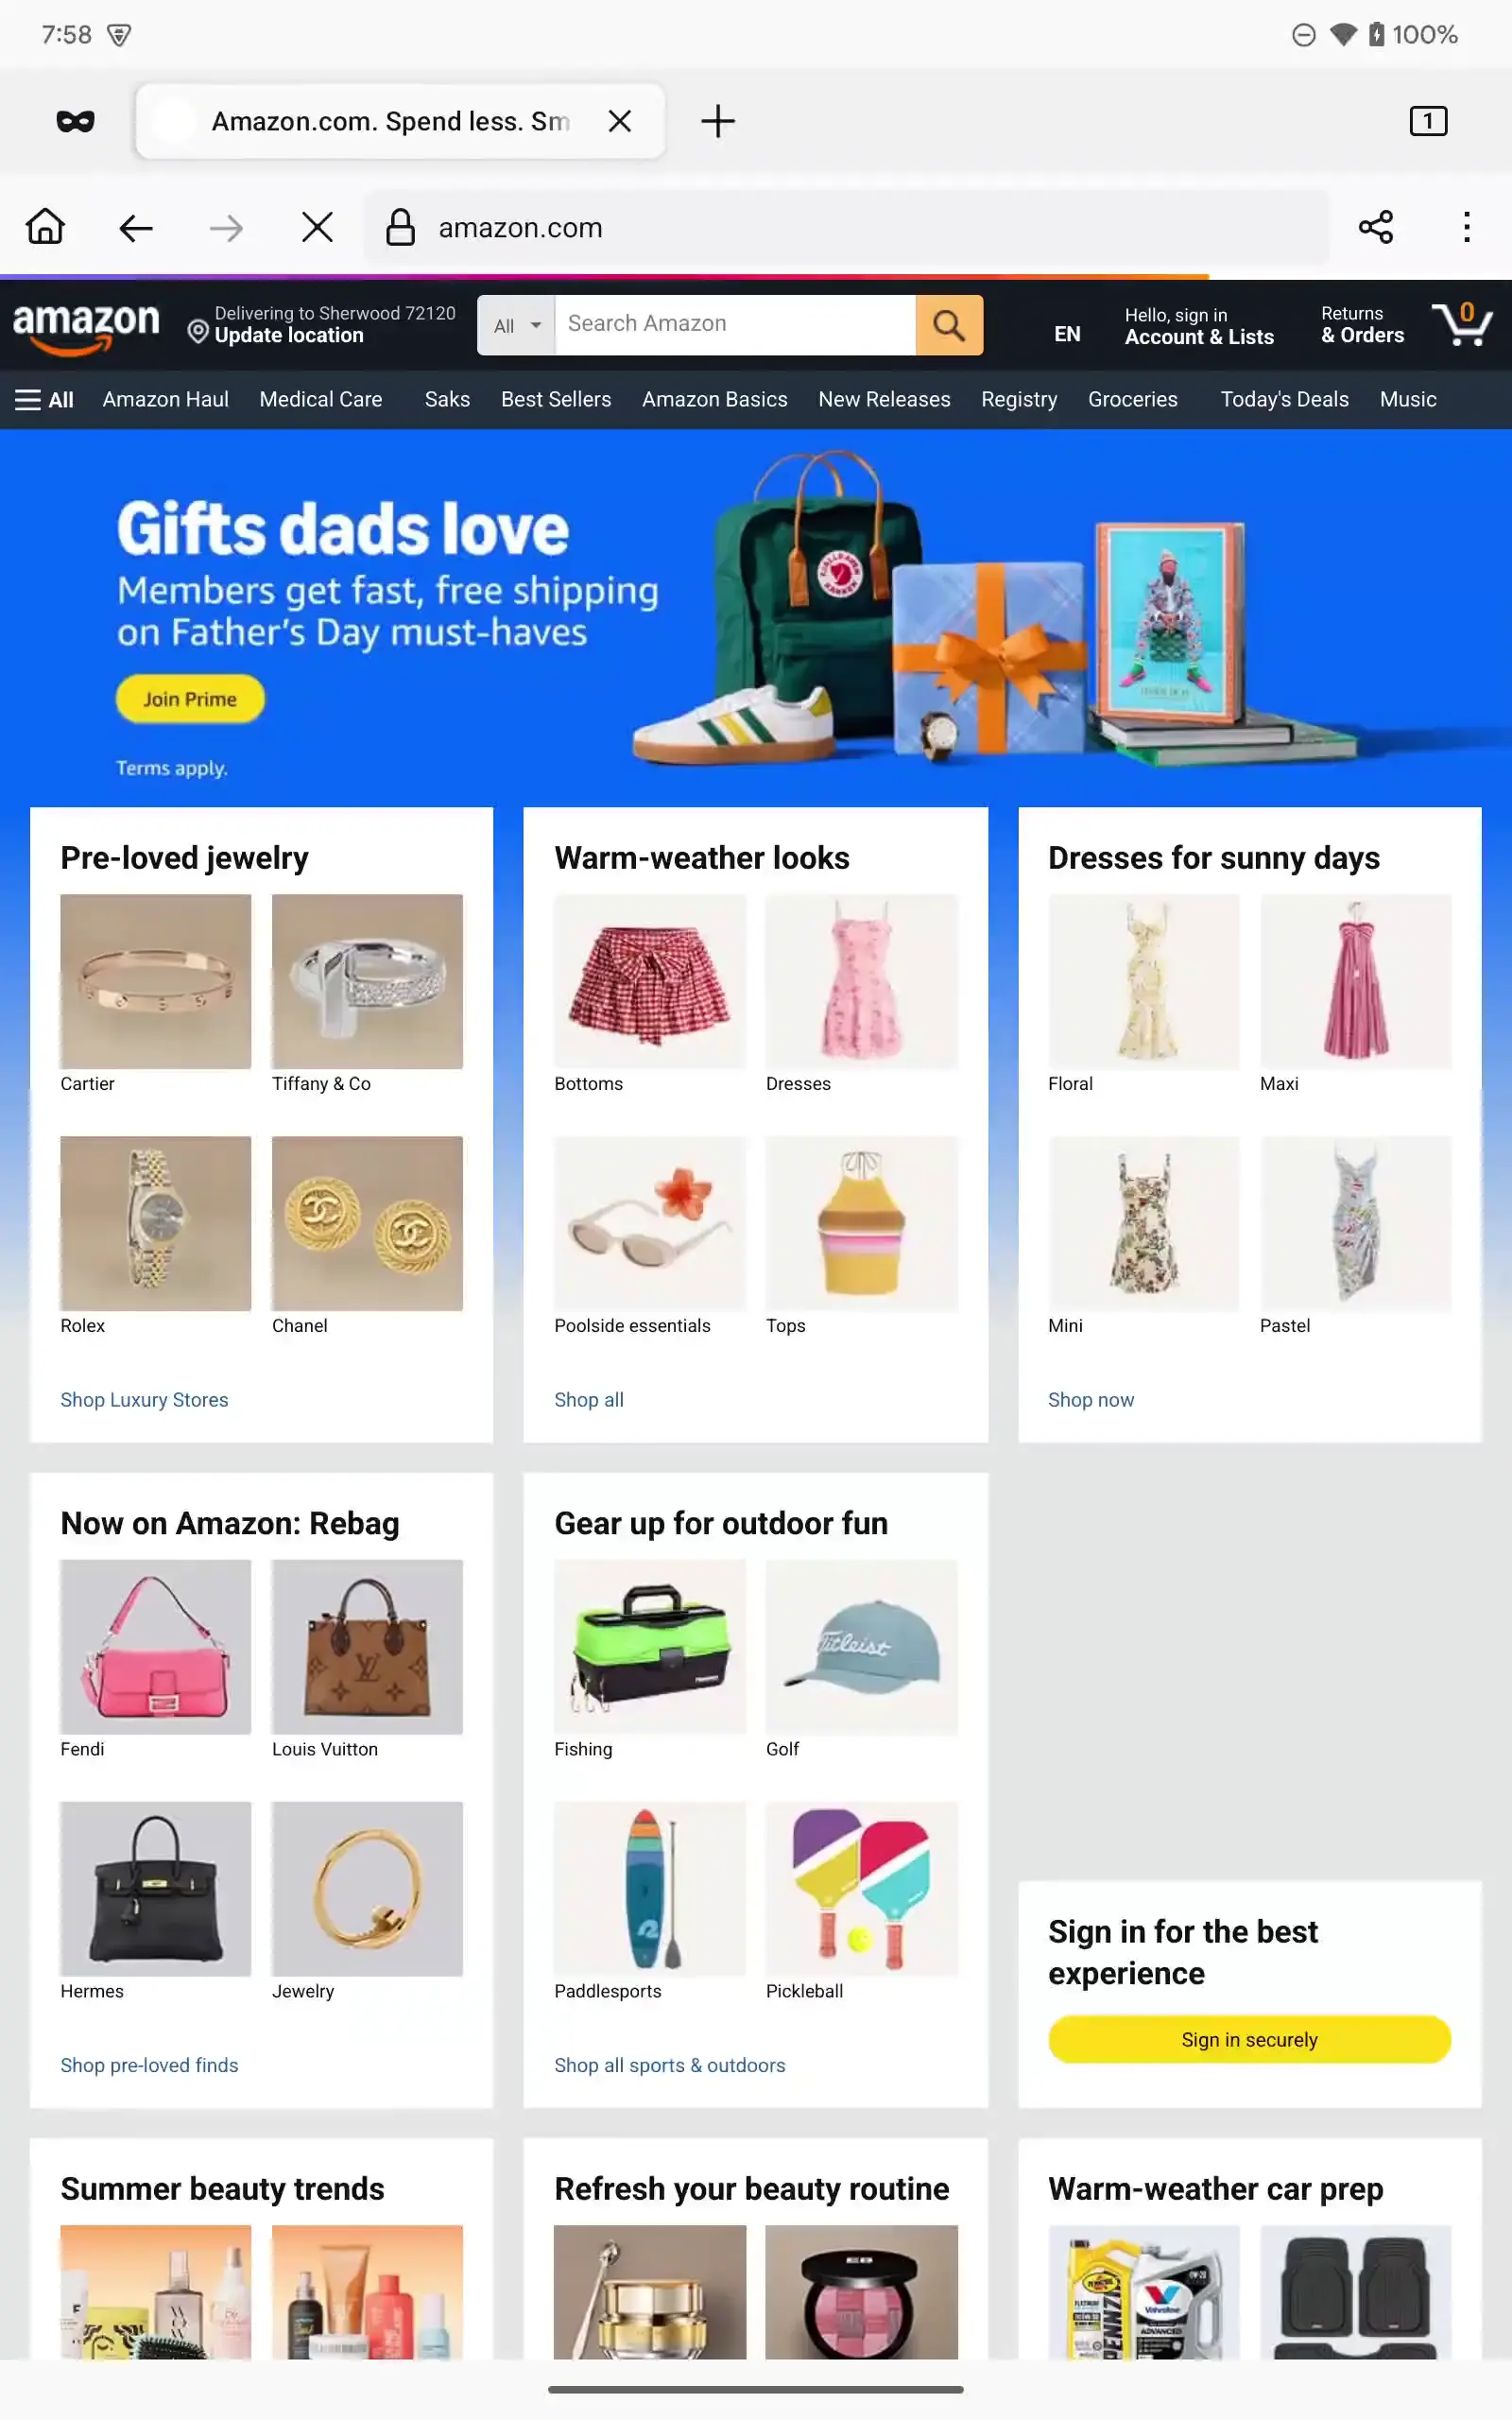 7:58
100%
Amazon.com. Spend less. Sm
1
amazon.com
amazon
Delivering to Sherwood 72120
Update location
All
Search Amazon
EN
Hello, sign in
Account & Lists
Returns
& Orders
0
All
Amazon Haul
Medical Care
Saks
Best Sellers
Amazon Basics
New Releases
Registry
Groceries
Today's Deals
Music
Gifts dads love
Members get fast, free shipping
on Father's Day must-haves
Join Prime
Terms apply.
Pre-loved jewelry
Cartier
Tiffany & Co
Rolex
Chanel
Shop Luxury Stores
Warm-weather looks
Bottoms
Dresses
Poolside essentials
Tops
Shop all
Dresses for sunny days
Floral
Maxi
Mini
Pastel
Shop now
Now on Amazon: Rebag
Fendi
Louis Vuitton
Hermes
Jewelry
Shop pre-loved finds
Gear up for outdoor fun
Titleist
Fishing
Golf
Paddlesports
Pickleball
Shop all sports & outdoors
Sign in for the best
experience
Sign in securely
Summer beauty trends
Refresh your beauty routine
Warm-weather car prep
PENNZ
Valvoline
ADVANCED